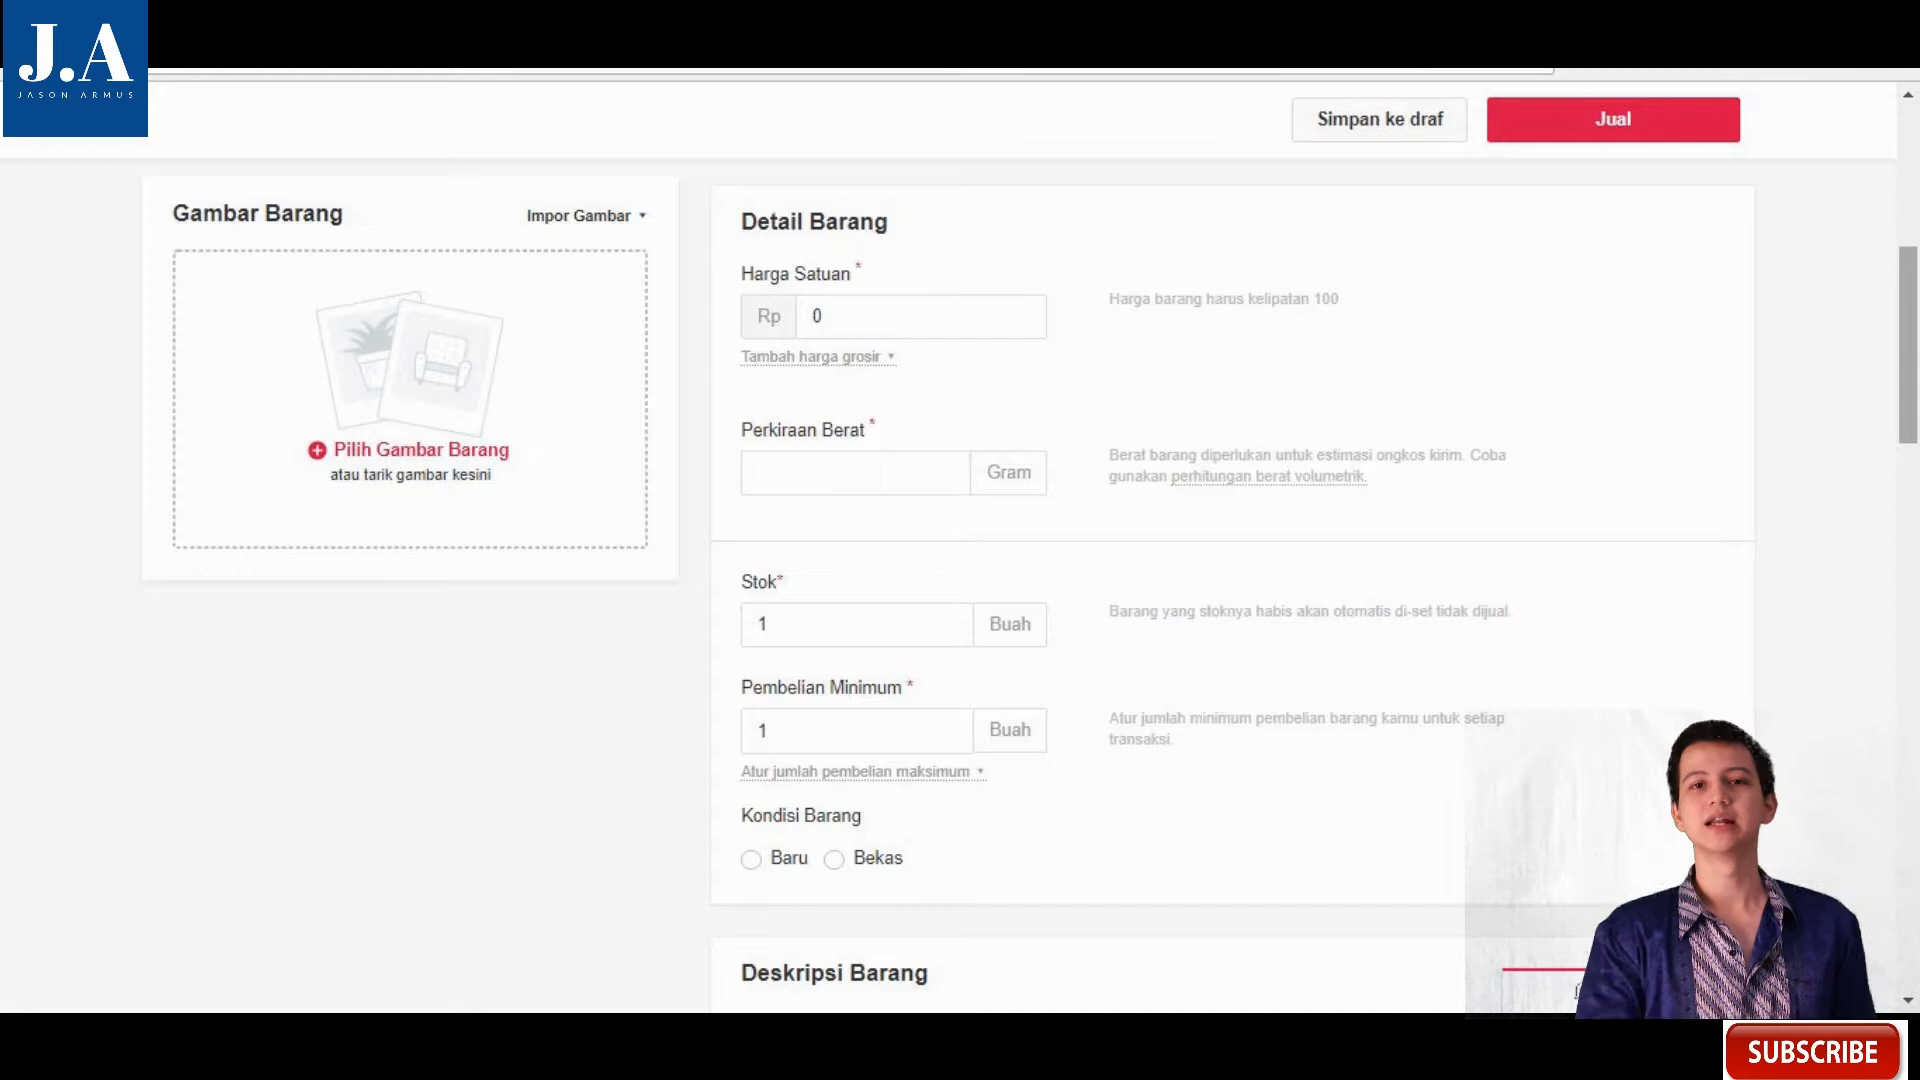 J.A
JASON ARMUS
Simpan ke draf
Jual
Gambar Barang
Impor Gambar
Pilih Gambar Barang
atau tarik gambar kesini
Detail Barang
Harga Satuan *
Rp 0
Harga barang harus kelipatan 100
Tambah harga grosir
Perkiraan Berat *
Gram
Berat barang diperlukan untuk estimasi ongkos kirim. Coba
gunakan perhitungan berat volumetrik.
Stok*
1 Buah
Barang yang stoknya habis akan otomatis di-set tidak dijual.
Pembelian Minimum *
1 Buah
Atur jumlah minimum pembelian barang kamu untuk setiap
transaksi.
Atur jumlah pembelian maksimum
Kondisi Barang
Baru Bekas
Deskripsi Barang
SUBSCRIBE